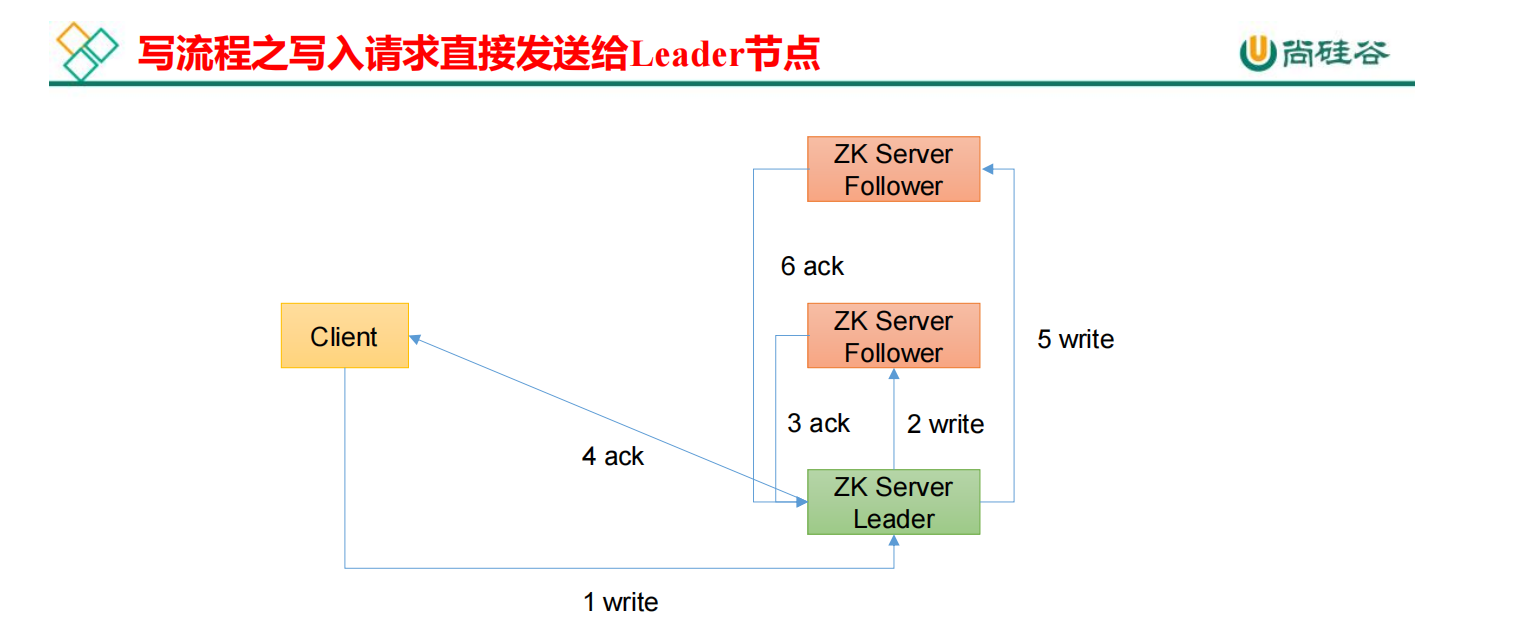 写流程之写入请求直接发送给Leader节点
尚硅谷
ZK Server
Follower
6 ack
Client
ZK Server
Follower
5 write
3 ack
2 write
4 ack
ZK Server
Leader
1 write